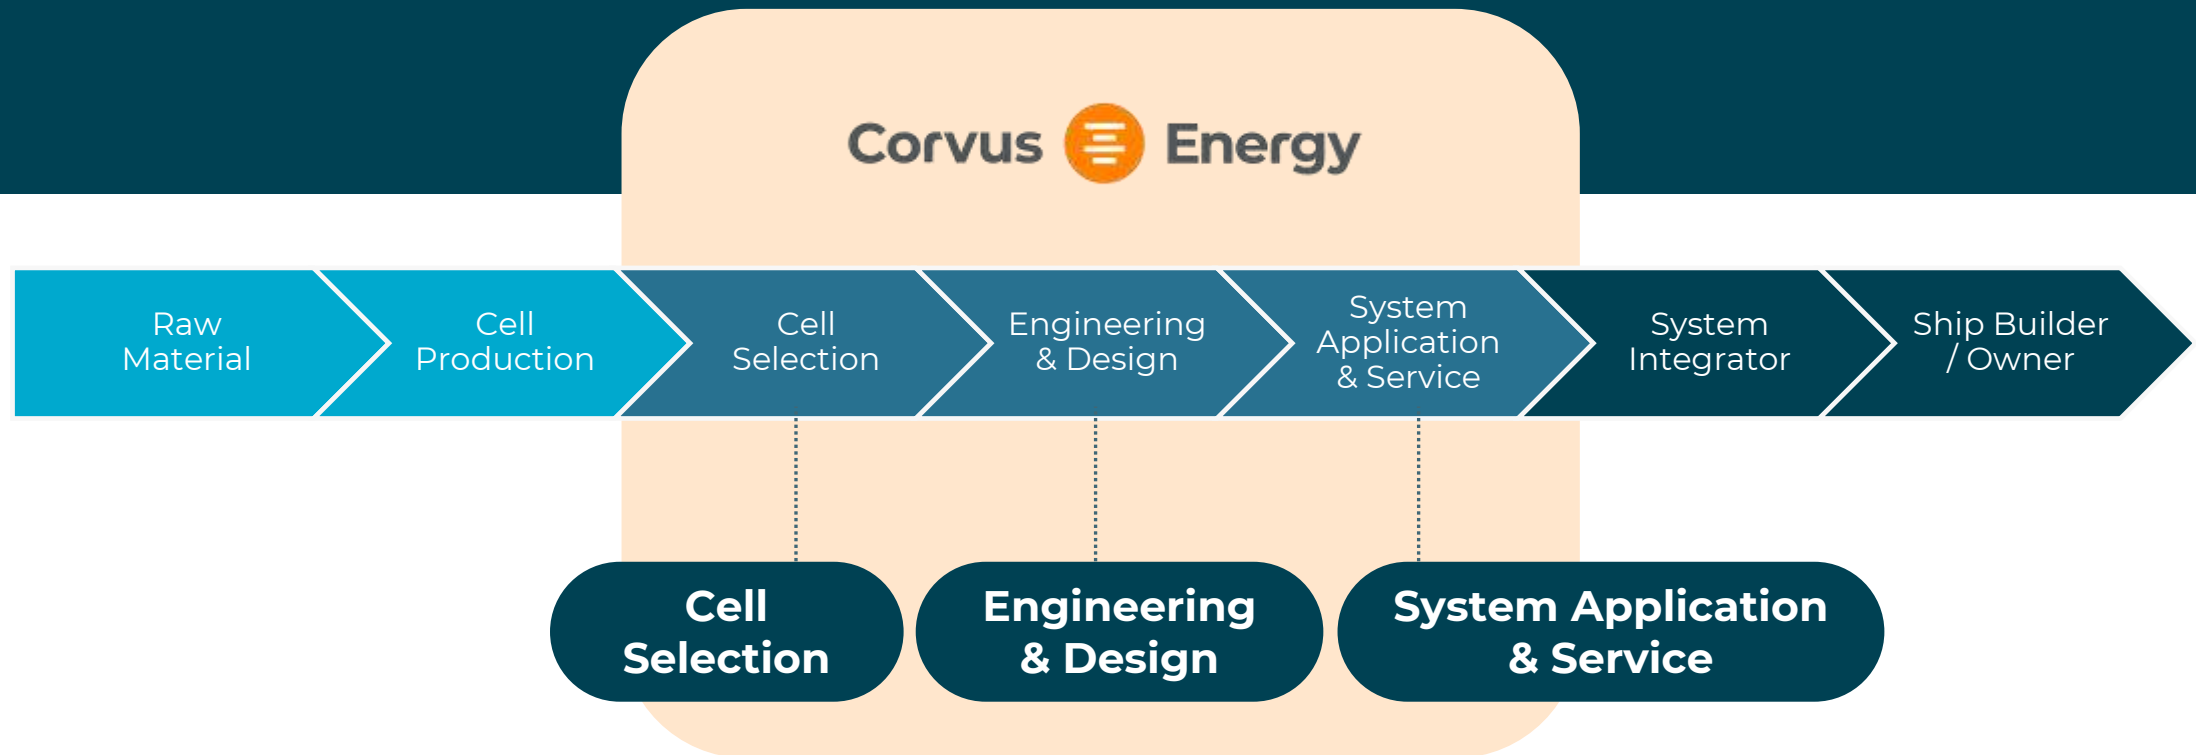 Corvus Energy
Raw
Material
Cell
Production
Cell
Selection
Engineering
& Design
System
Application
& Service
System
Integrator
Ship Builder
/ Owner
Cell
Selection
Engineering
& Design
System Application
& Service